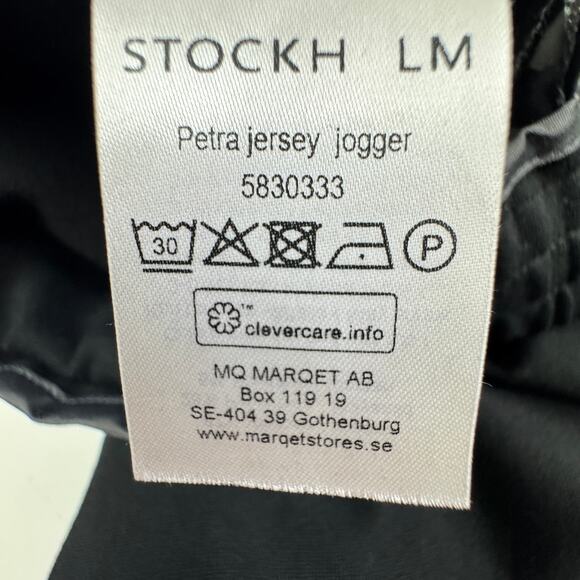 STOCKH LM
Petra jersey jogger
5830333
30 P
™
clevercare.info
MQ MARQET AB
Box 119 19
SE-404 39 Gothenburg
www.marqetstores.se